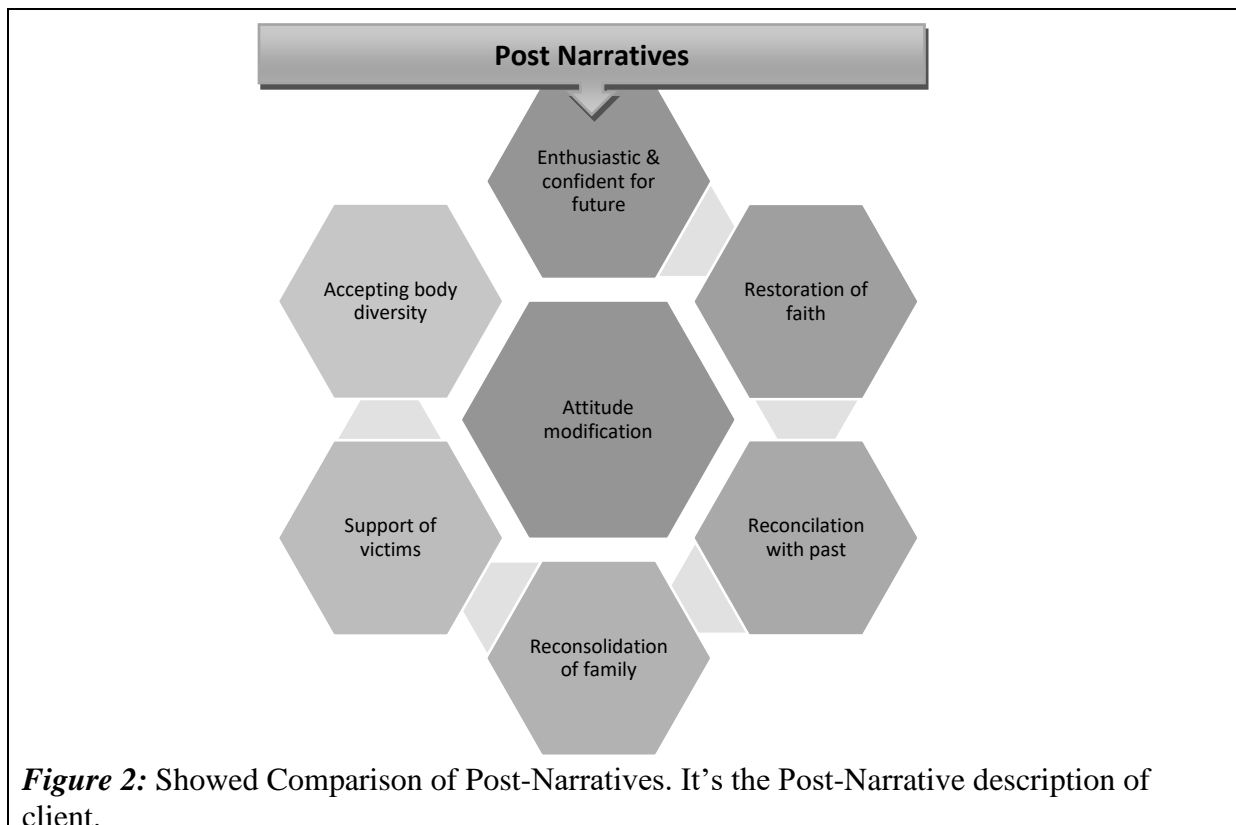 Post Narratives
Enthusiastic &
confident for
future
Accepting body
diversity
Restoration of
faith
Attitude
modification
Support of
victims
Reconcilation
with past
Reconsolidation
of family
Figure 2: Showed Comparison of Post-Narratives. It’s the Post-Narrative description of
client.